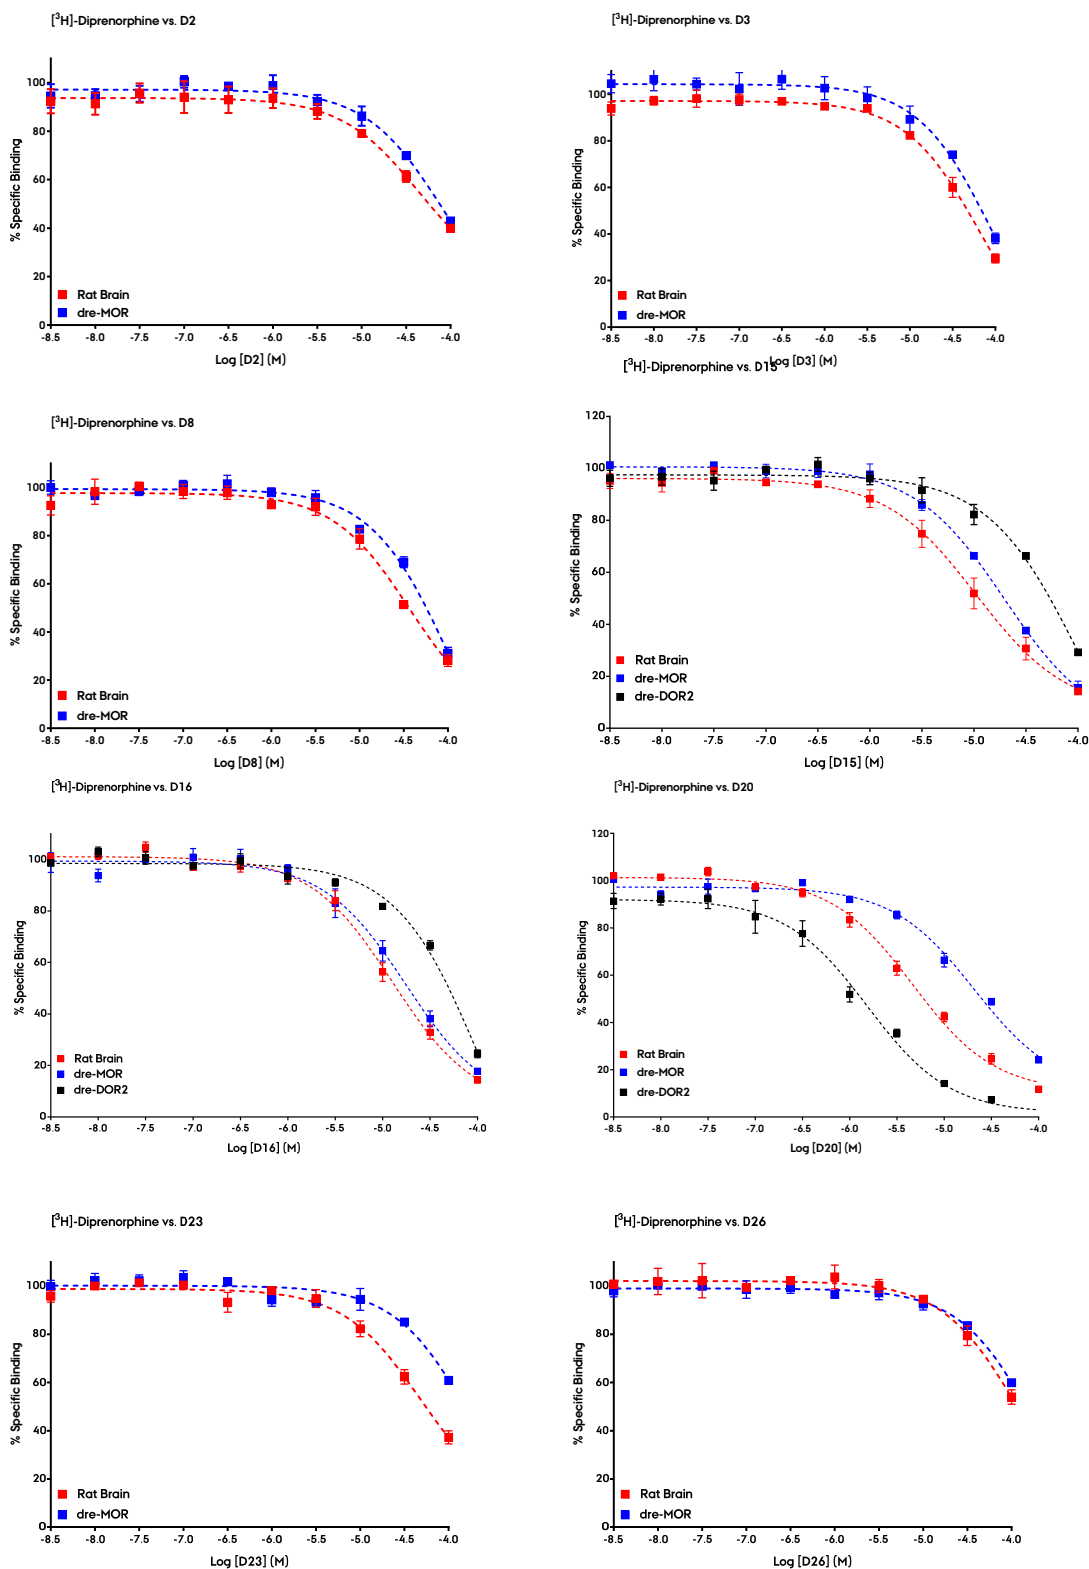 [³H]-Diprenorphine vs. D2
% Specific Binding
100
80
60
40
20
0
Rat Brain
dre-MOR
-8.5 -8.0 -7.5 -7.0 -6.5 -6.0 -5.5 -5.0 -4.5 -4.0
Log [D2] (M)
[³H]-Diprenorphine vs. D3
% Specific Binding
100
80
60
40
20
0
Rat Brain
dre-MOR
-8.5 -8.0 -7.5 -7.0 -6.5 -6.0 -5.5 -5.0 -4.5 -4.0
Log [D3] (M)
[³H]-Diprenorphine vs. D8
% Specific Binding
100
80
60
40
20
0
Rat Brain
dre-MOR
-8.5 -8.0 -7.5 -7.0 -6.5 -6.0 -5.5 -5.0 -4.5 -4.0
Log [D8] (M)
[³H]-Diprenorphine vs. D15
% Specific Binding
120
100
80
60
40
20
0
Rat Brain
dre-MOR
dre-DOR2
-8.5 -8.0 -7.5 -7.0 -6.5 -6.0 -5.5 -5.0 -4.5 -4.0
Log [D15] (M)
[³H]-Diprenorphine vs. D16
% Specific Binding
100
80
60
40
20
0
Rat Brain
dre-MOR
dre-DOR2
-8.5 -8.0 -7.5 -7.0 -6.5 -6.0 -5.5 -5.0 -4.5 -4.0
Log [D16] (M)
[³H]-Diprenorphine vs. D20
% Specific Binding
120
100
80
60
40
20
0
Rat Brain
dre-MOR
dre-DOR2
-8.5 -8.0 -7.5 -7.0 -6.5 -6.0 -5.5 -5.0 -4.5 -4.0
Log [D20] (M)
[³H]-Diprenorphine vs. D23
% Specific Binding
100
80
60
40
20
0
Rat Brain
dre-MOR
-8.5 -8.0 -7.5 -7.0 -6.5 -6.0 -5.5 -5.0 -4.5 -4.0
Log [D23] (M)
[³H]-Diprenorphine vs. D26
% Specific Binding
100
80
60
40
20
0
Rat Brain
dre-MOR
-8.5 -8.0 -7.5 -7.0 -6.5 -6.0 -5.5 -5.0 -4.5 -4.0
Log [D26] (M)